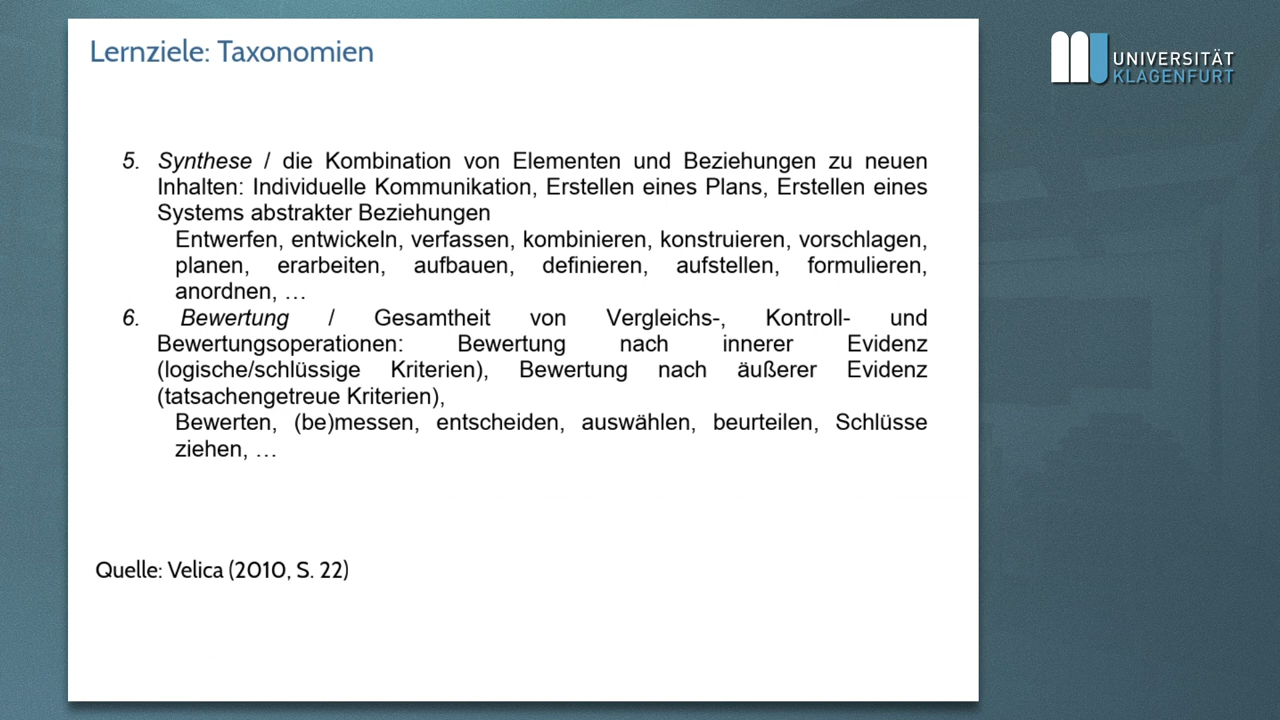 Lernziele: Taxonomien
UNIVERSITÄT
KLAGENFURT
5. Synthese / die Kombination von Elementen und Beziehungen zu neuen
Inhalten: Individuelle Kommunikation, Erstellen eines Plans, Erstellen eines
Systems abstrakter Beziehungen
Entwerfen, entwickeln, verfassen, kombinieren, konstruieren, vorschlagen,
planen, erarbeiten, aufbauen, definieren, aufstellen, formulieren,
anordnen, …
6. Bewertung / Gesamtheit von Vergleichs-, Kontroll- und
Bewertungsoperationen: Bewertung nach innerer Evidenz
(logische/schlüssige Kriterien), Bewertung nach äußerer Evidenz
(tatsachengetreue Kriterien),
Bewerten, (be)messen, entscheiden, auswählen, beurteilen, Schlüsse
ziehen, …
Quelle: Velica (2010, S. 22)